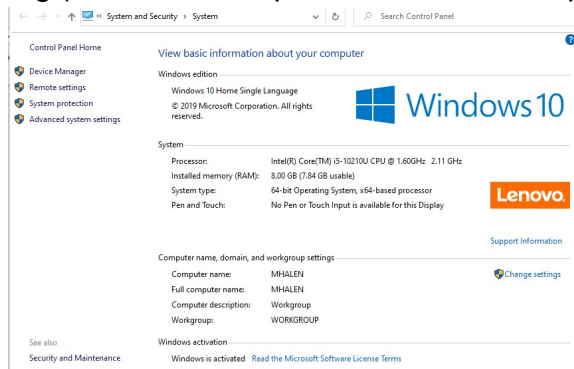 « System and Security › System
Search Control Panel
Control Panel Home
Device Manager
Remote settings
System protection
Advanced system settings
See also
Security and Maintenance
View basic information about your computer
Windows edition
Windows 10 Home Single Language
© 2019 Microsoft Corporation. All rights
reserved.
Windows 10
System
Processor: Intel(R) Core(TM) i5-10210U CPU @ 1.60GHz 2.11 GHz
Installed memory (RAM): 8.00 GB (7.84 GB usable)
System type: 64-bit Operating System, x64-based processor
Pen and Touch: No Pen or Touch Input is available for this Display
Lenovo.
Support Information
Computer name, domain, and workgroup settings
Computer name: MHALEN
Change settings
Full computer name: MHALEN
Computer description: Workgroup
Workgroup: WORKGROUP
Windows activation
Windows is activated Read the Microsoft Software License Terms